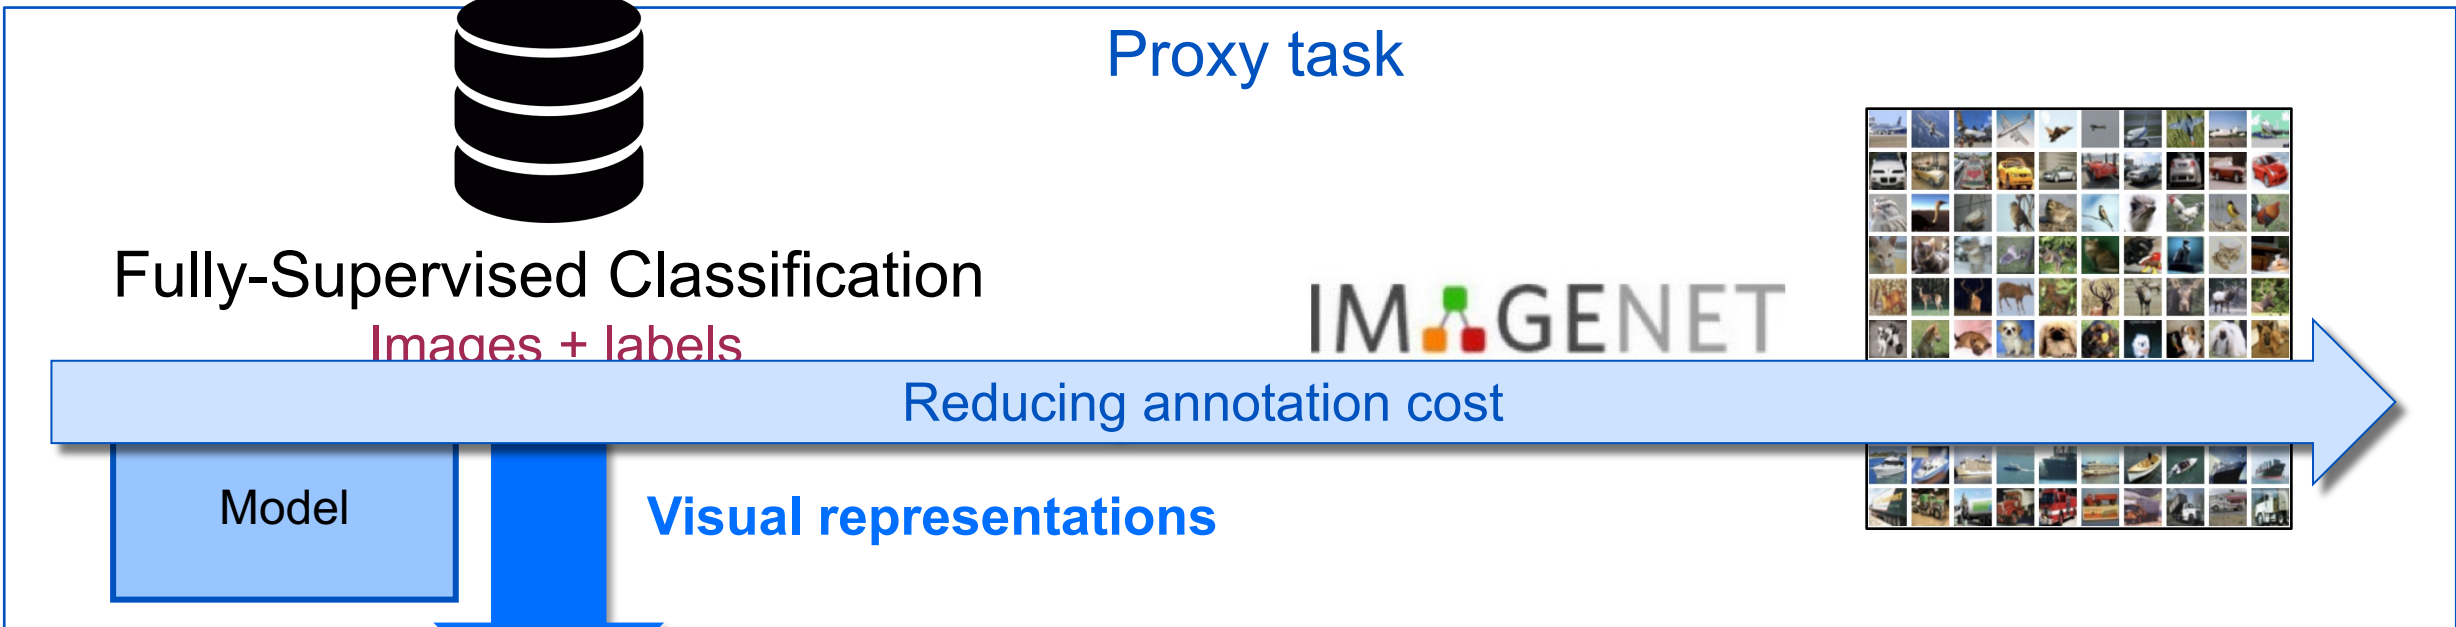 Proxy task
Fully-Supervised Classification
Images + labels
IMAGENET
Reducing annotation cost
Model
Visual representations